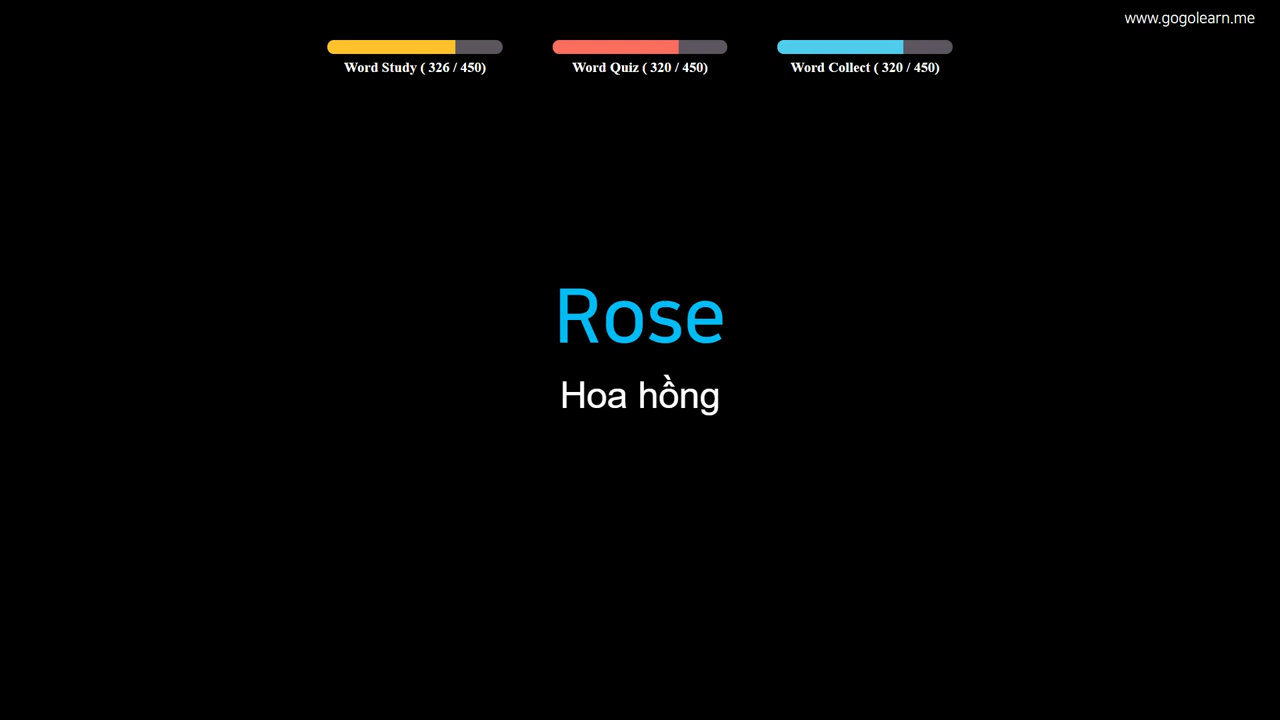 www.gogolearn.me
Word Study ( 326 / 450)
Word Quiz ( 320 / 450)
Word Collect ( 320 / 450)
Rose
Hoa hồng